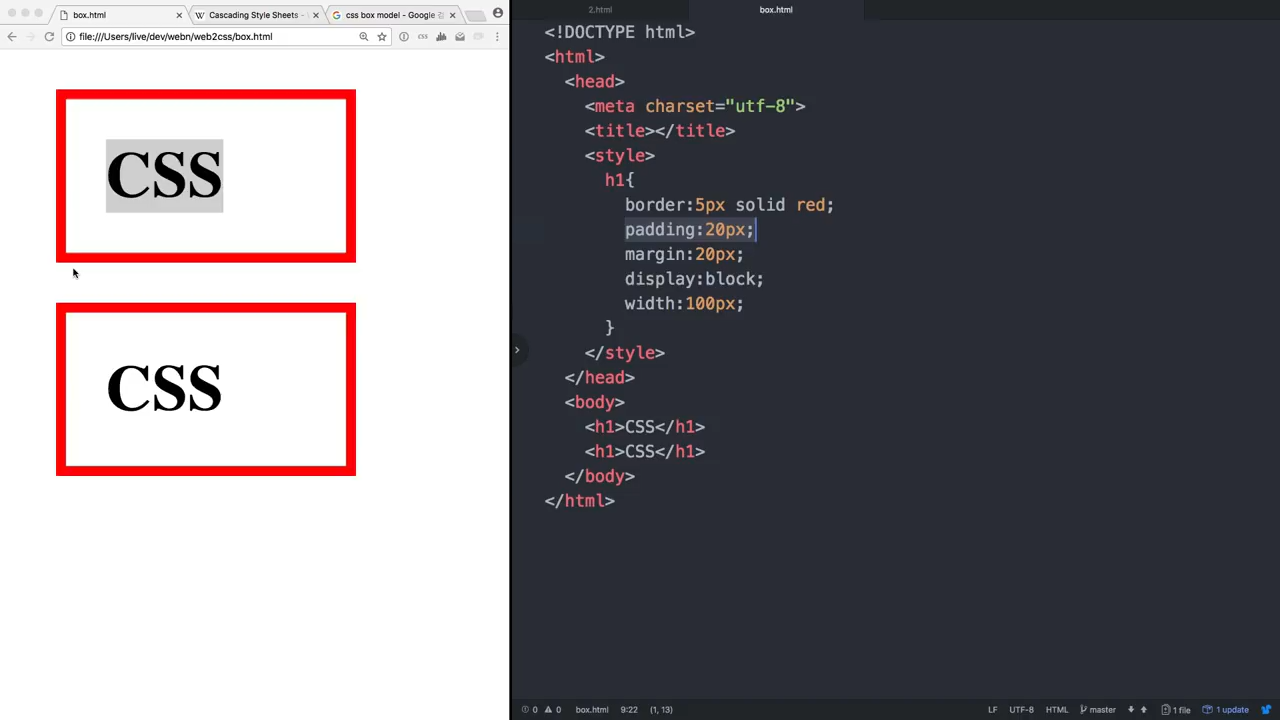 box.html
Cascading Style Sheets -
css box model - Google
file:///Users/live/dev/webn/web2css/box.html
CSS
CSS
2.html
box.html
<!DOCTYPE html>
<html>
<head>
<meta charset="utf-8">
<title></title>
<style>
h1{
border:5px solid red;
padding:20px;
margin:20px;
display:block;
width:100px;
}
</style>
</head>
<body>
<h1>CSS</h1>
<h1>CSS</h1>
</body>
</html>
0 0 box.html 9:22 (1, 13)
LF UTF-8 HTML master 1 file 1 update